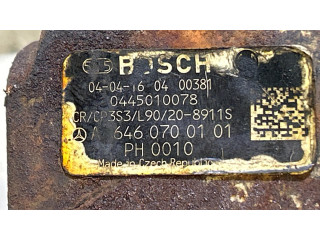 BOSCH
04-04-16 04 00381
0445010078
CR/CP3S3/L90/20-8911S
A 646 070 01 01
PH 0010
Made in Czech Republic